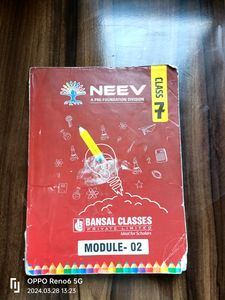 NEEV
A PRE-FOUNDATION DIVISION
CLASS 7
BANSAL CLASSES
PRIVATE LIMITED
Ideal for Scholars
MODULE- 02
OPPO Reno6 5G
2024.03.28 13:23